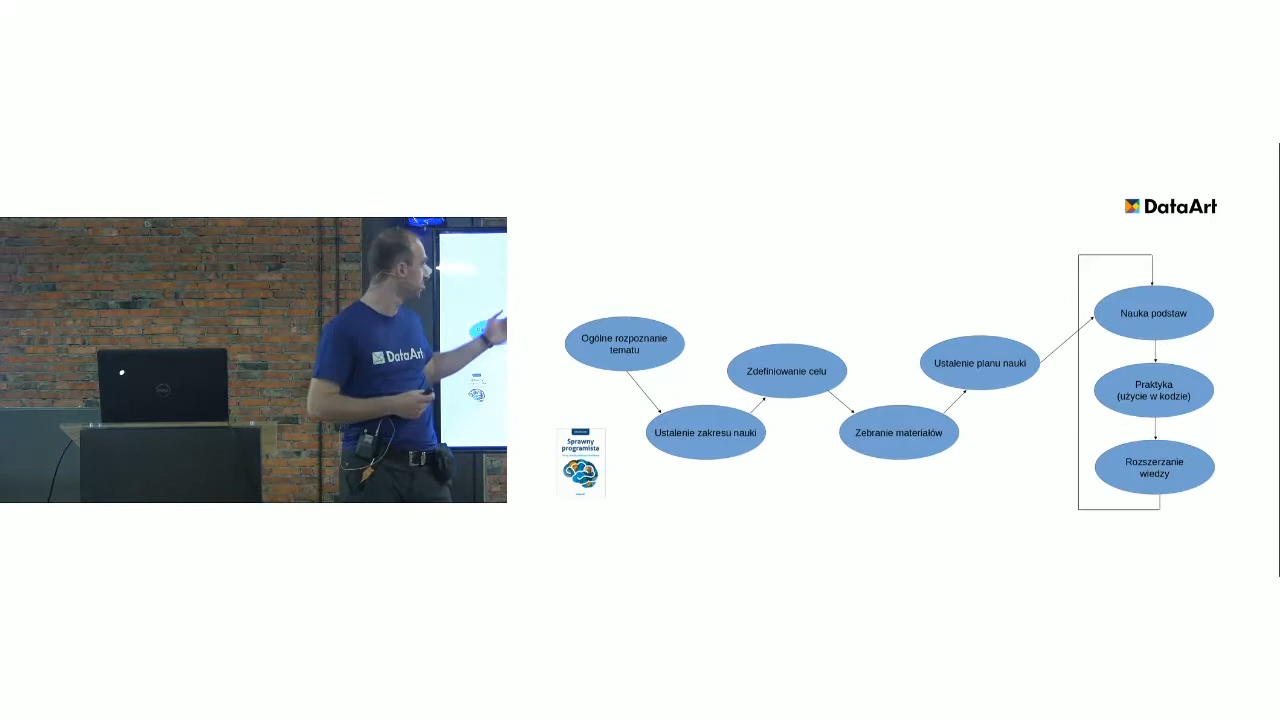 DataArt
DataArt
Ogólne rozpoznanie
tematu
Ustalenie zakresu nauki
Zdefiniowanie celu
Zebranie materiałów
Ustalenie planu nauki
Nauka podstaw
Praktyka
(użycie w kodzie)
Rozszerzanie
wiedzy
Sprawny
programista